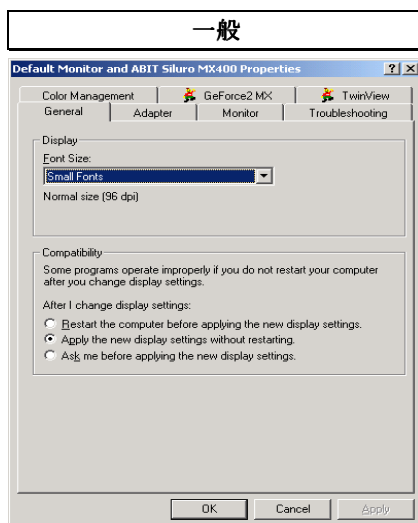 一般
Default Monitor and ABIT Siluro MX400 Properties
Color Management GeForce2 MX TwinView
General Adapter Monitor Troubleshooting
Display
Font Size:
Small Fonts
Normal size (96 dpi)
Compatibility
Some programs operate improperly if you do not restart your computer
after you change display settings.
After I change display settings:
Restart the computer before applying the new display settings.
Apply the new display settings without restarting.
Ask me before applying the new display settings.
OK Cancel Apply